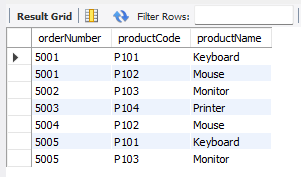 Result Grid Filter Rows:
orderNumber productCode productName
5001 P101 Keyboard
5001 P102 Mouse
5002 P103 Monitor
5003 P104 Printer
5004 P102 Mouse
5005 P101 Keyboard
5005 P103 Monitor